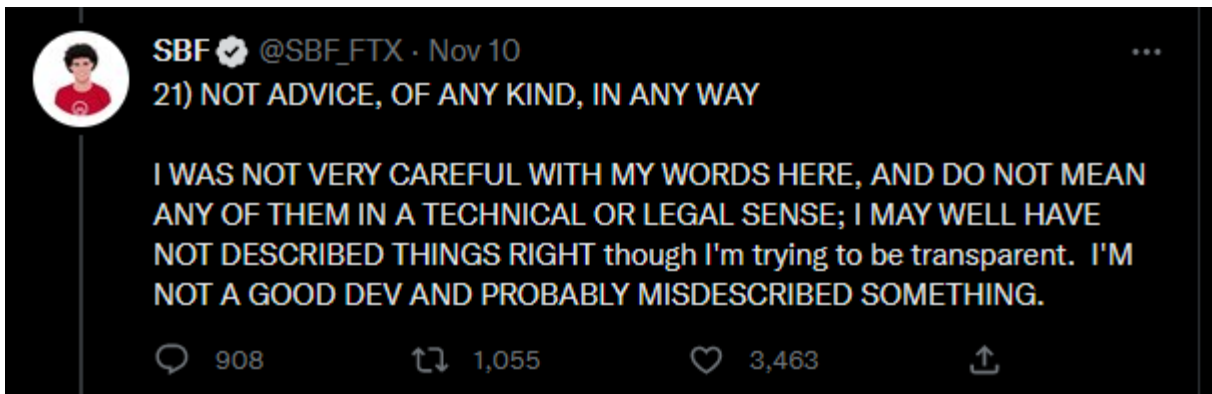 SBF @SBF_FTX · Nov 10
21) NOT ADVICE, OF ANY KIND, IN ANY WAY
I WAS NOT VERY CAREFUL WITH MY WORDS HERE, AND DO NOT MEAN
ANY OF THEM IN A TECHNICAL OR LEGAL SENSE; I MAY WELL HAVE
NOT DESCRIBED THINGS RIGHT though I'm trying to be transparent.  I'M
NOT A GOOD DEV AND PROBABLY MISDESCRIBED SOMETHING.
908 1,055 3,463